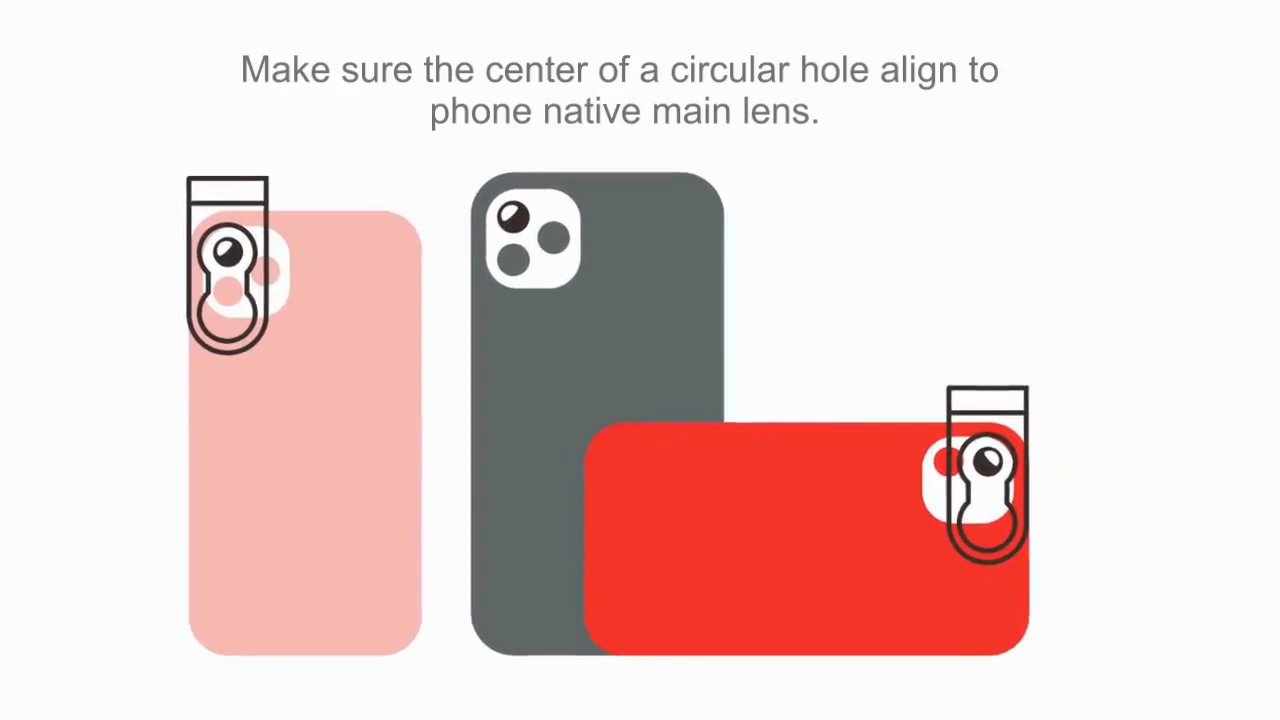 Make sure the center of a circular hole align to
phone native main lens.